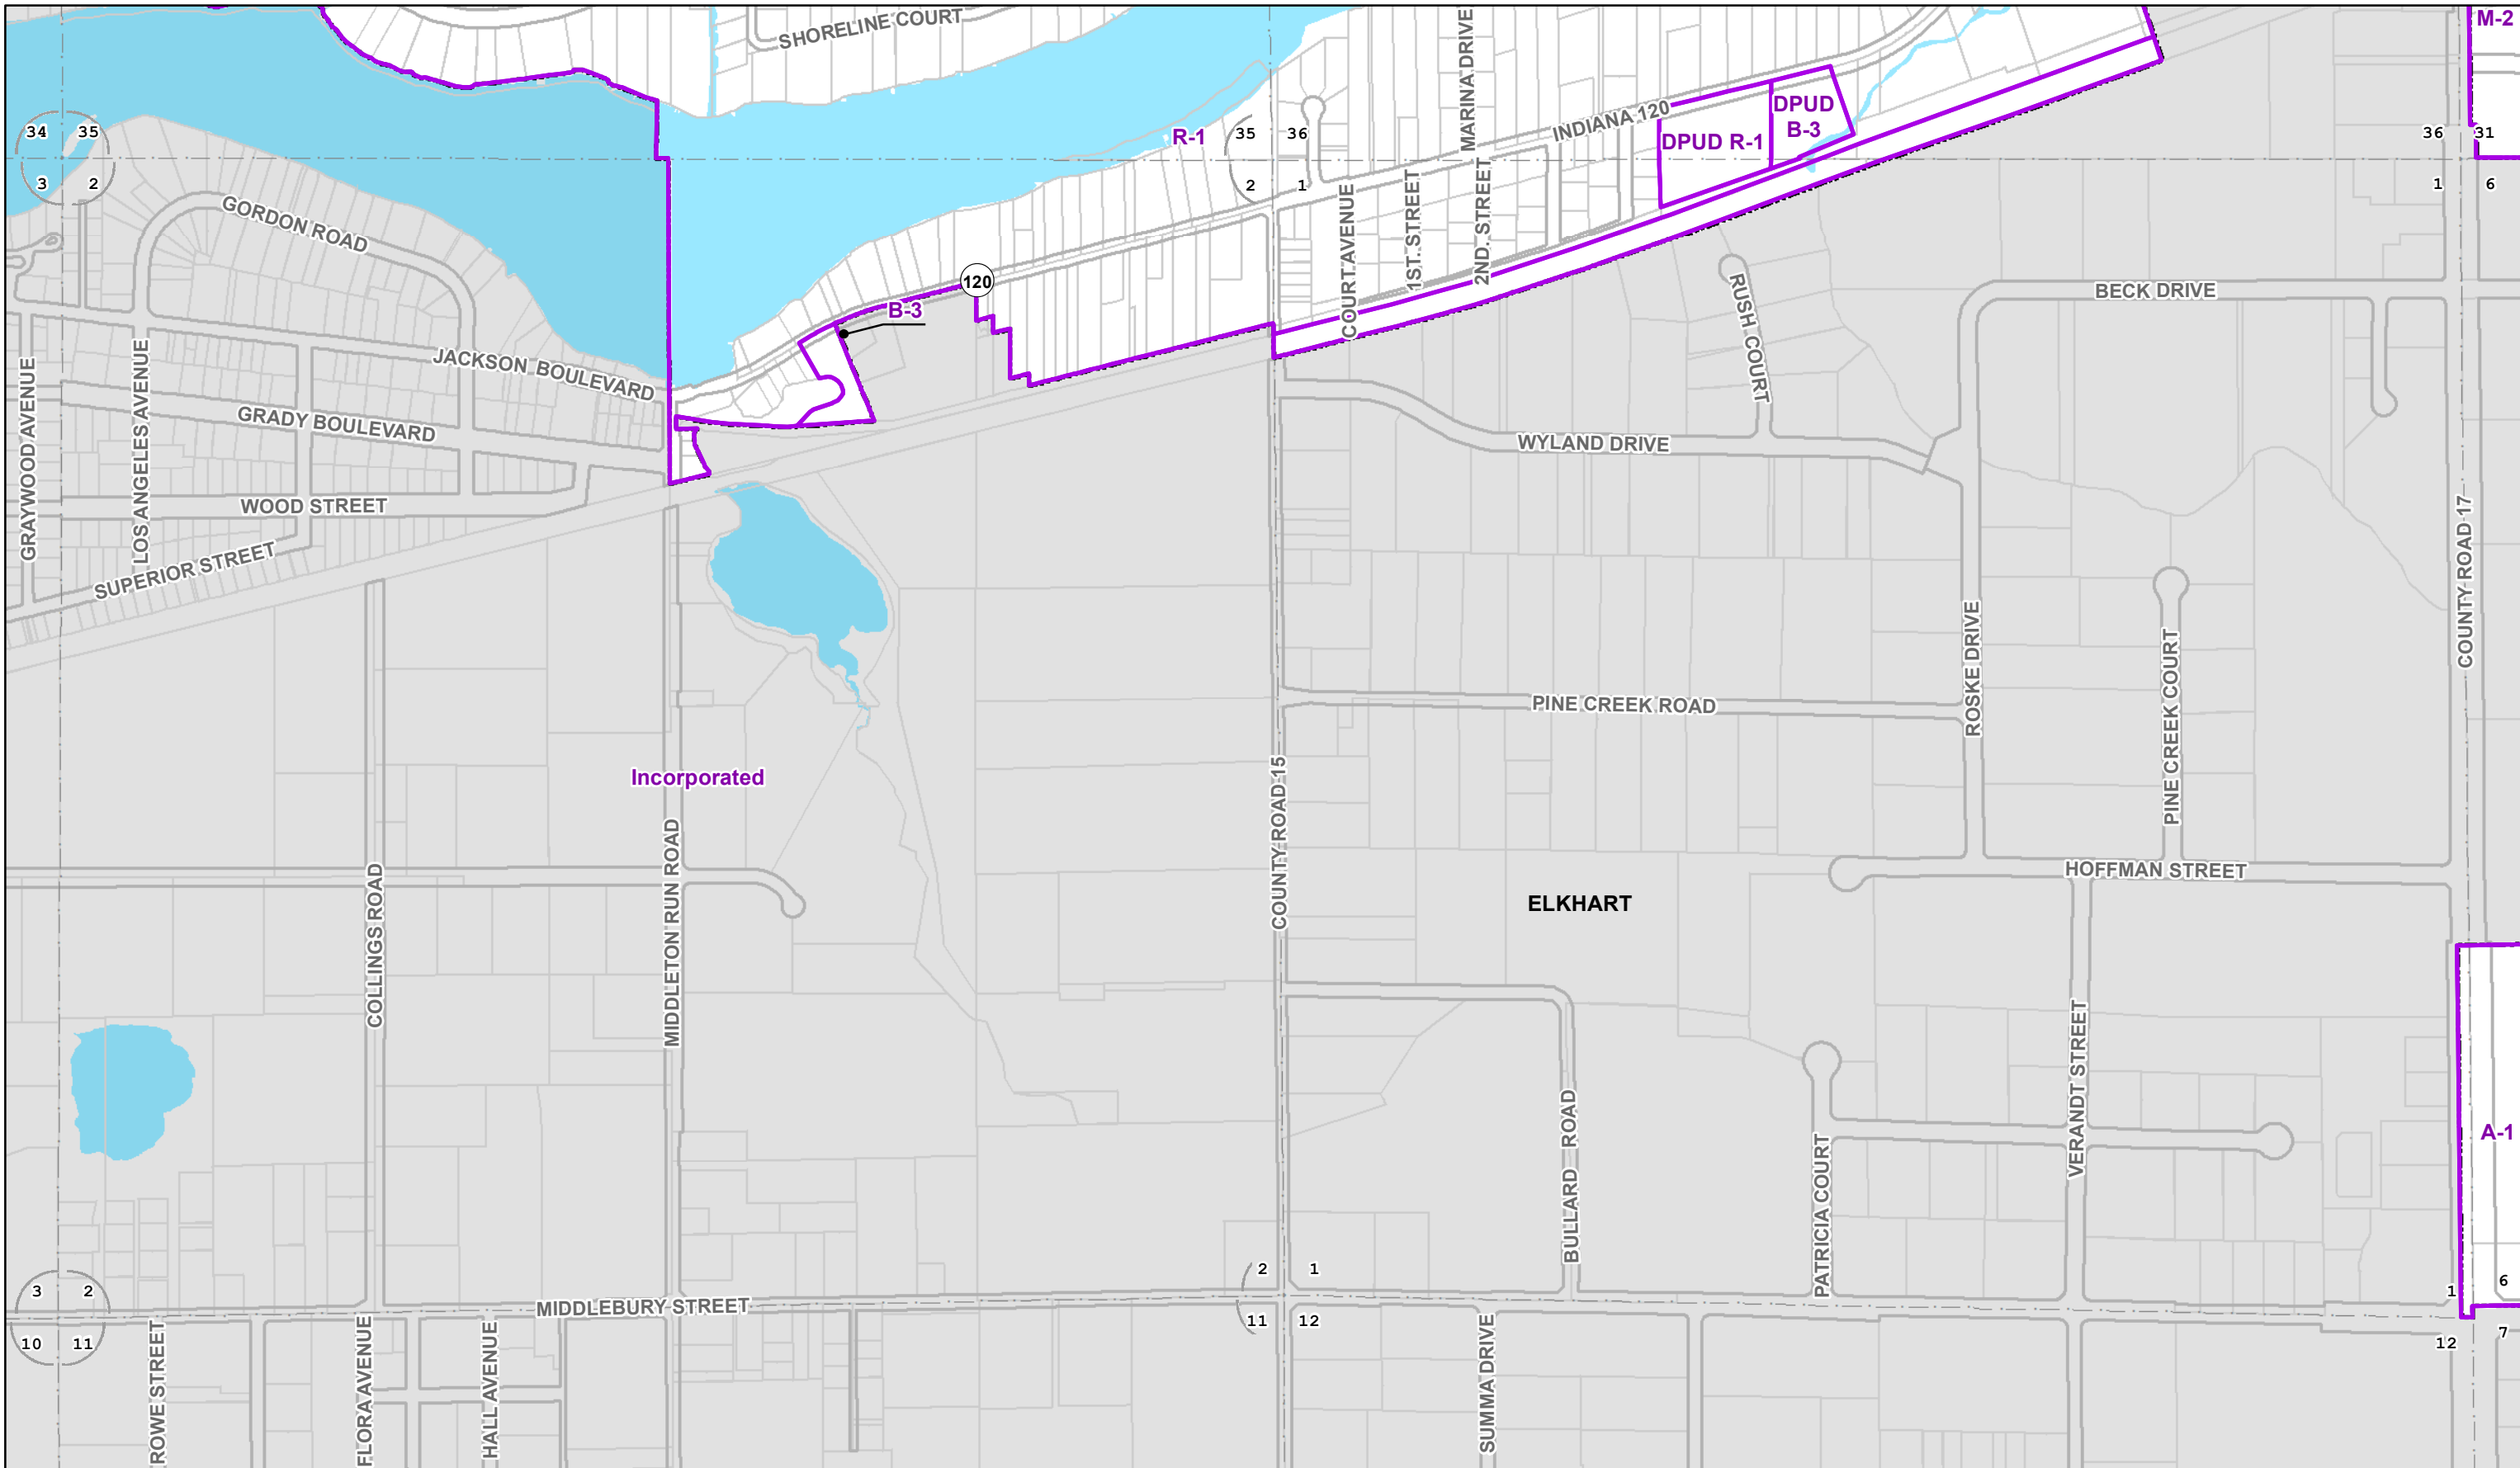 SHORELINE COURT
MARINA DRIVE
M-2
34
35
3
2
R-1
35
36
2
1
INDIANA 120
DPUD R-1
DPUD
B-3
36
31
1
6
GORDON ROAD
COURT AVENUE
1ST. STREET
2ND. STREET
120
B-3
RUSH COURT
BECK DRIVE
GRAYWOOD AVENUE
LOS ANGELES AVENUE
JACKSON BOULEVARD
GRADY BOULEVARD
WYLAND DRIVE
WOOD STREET
SUPERIOR STREET
COUNTY ROAD 17
ROSKE DRIVE
PINE CREEK COURT
PINE CREEK ROAD
Incorporated
COUNTY ROAD 15
COLLINGS ROAD
MIDDLETON RUN ROAD
HOFFMAN STREET
ELKHART
VERANDT STREET
BULLARD ROAD
PATRICIA COURT
A-1
3
2
10
11
2
1
11
12
1
6
12
7
MIDDLEBURY STREET
ROWE STREET
FLORA AVENUE
HALL AVENUE
SUMMA DRIVE